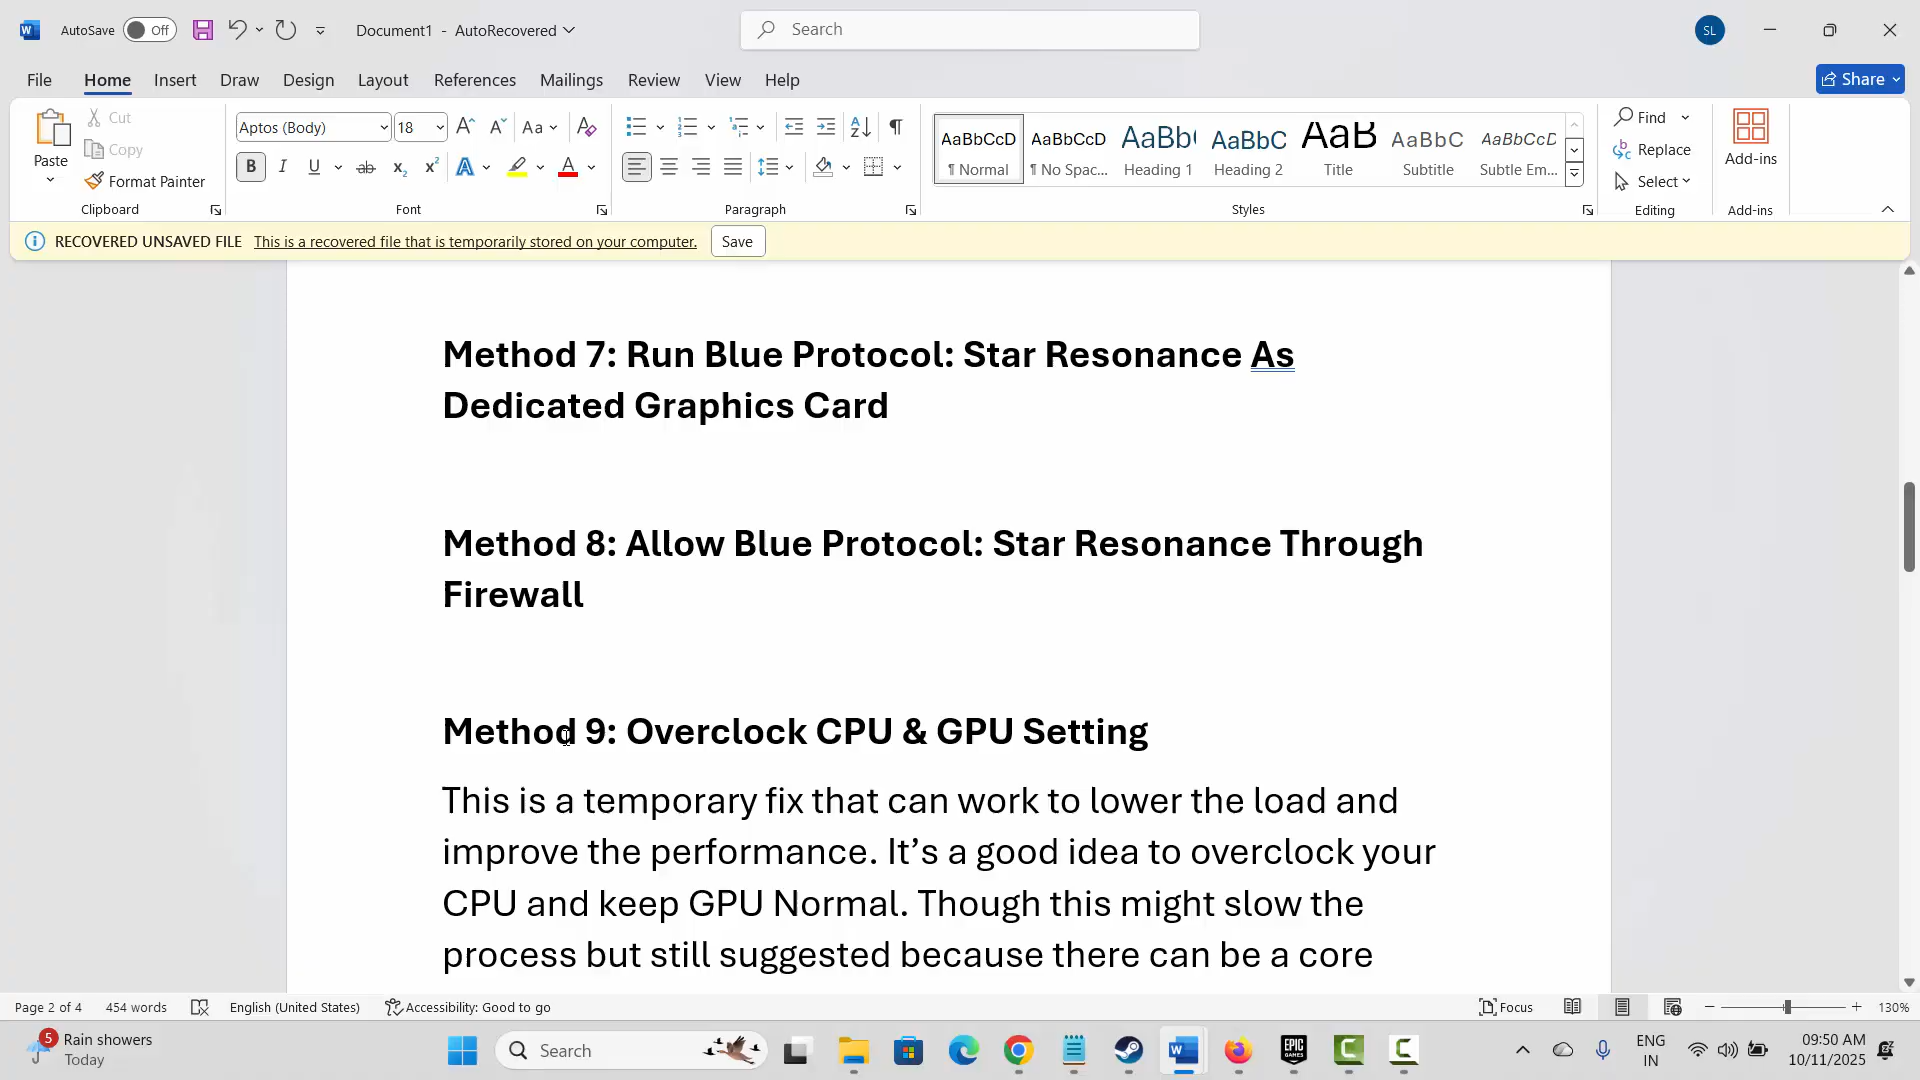 AutoSave Off Document1 - AutoRecovered Search SL
File Home Insert Draw Design Layout References Mailings Review View Help Share
Paste Cut Copy Format Painter Clipboard
Aptos (Body) 18 Font
Paragraph
AaBbCcD ¶ Normal
AaBbCcD ¶ No Spac...
AaBb( Heading 1
AaBbC Heading 2
AaB Title
AaBbC Subtitle
AaBbCcD Subtle Em...
Styles
Find Replace Select Editing
Add-ins Add-ins
RECOVERED UNSAVED FILE This is a recovered file that is temporarily stored on your computer. Save
Method 7: Run Blue Protocol: Star Resonance As
Dedicated Graphics Card
Method 8: Allow Blue Protocol: Star Resonance Through
Firewall
Method 9: Overclock CPU & GPU Setting
This is a temporary fix that can work to lower the load and
improve the performance. It’s a good idea to overclock your
CPU and keep GPU Normal. Though this might slow the
process but still suggested because there can be a core
Page 2 of 4 454 words English (United States) Accessibility: Good to go Focus 130%
5 Rain showers Today
Search
EPIC GAMES
ENG IN
09:50 AM
10/11/2025